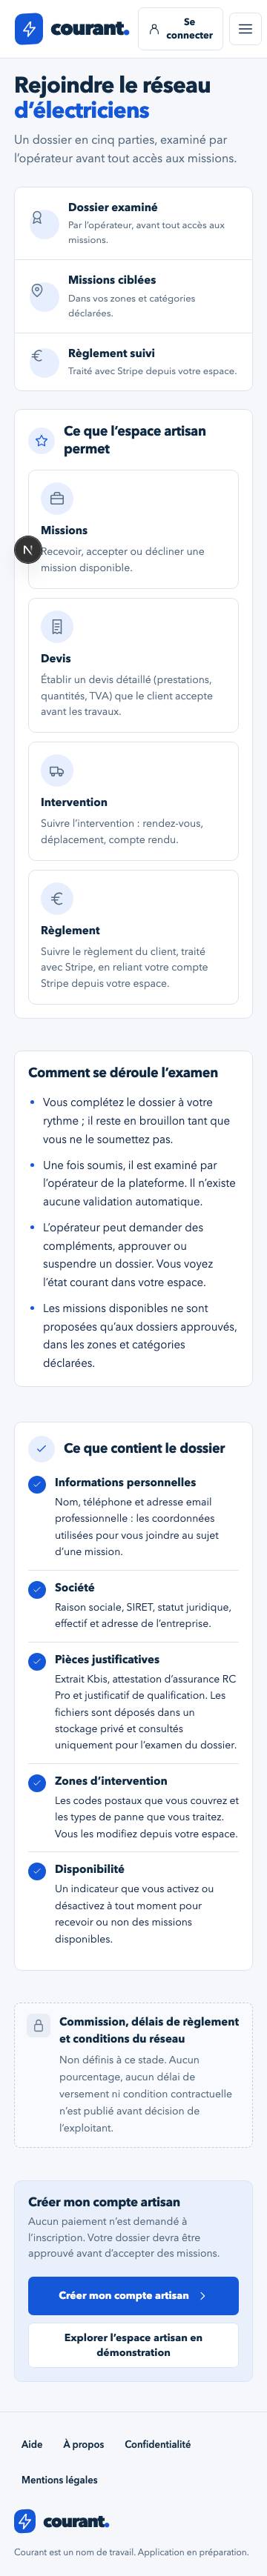 courant.
Se
connecter
Rejoindre le réseau
d’électriciens
Un dossier en cinq parties, examiné par
l’opérateur avant tout accès aux missions.
Dossier examiné
Par l’opérateur, avant tout accès aux
missions.
Missions ciblées
Dans vos zones et catégories
déclarées.
Règlement suivi
Traité avec Stripe depuis votre espace.
Ce que l’espace artisan
permet
Missions
N
Recevoir, accepter ou décliner une
mission disponible.
Devis
Établir un devis détaillé (prestations,
quantités, TVA) que le client accepte
avant les travaux.
Intervention
Suivre l’intervention : rendez-vous,
déplacement, compte rendu.
Règlement
Suivre le règlement du client, traité
avec Stripe, en reliant votre compte
Stripe depuis votre espace.
Comment se déroule l’examen
• Vous complétez le dossier à votre
rythme ; il reste en brouillon tant que
vous ne le soumettez pas.
• Une fois soumis, il est examiné par
l’opérateur de la plateforme. Il n’existe
aucune validation automatique.
• L’opérateur peut demander des
compléments, approuver ou
suspendre un dossier. Vous voyez
l’état courant dans votre espace.
• Les missions disponibles ne sont
proposées qu’aux dossiers approuvés,
dans les zones et catégories
déclarées.
Ce que contient le dossier
Informations personnelles
Nom, téléphone et adresse email
professionnelle : les coordonnées
utilisées pour vous joindre au sujet
d’une mission.
Société
Raison sociale, SIRET, statut juridique,
effectif et adresse de l’entreprise.
Pièces justificatives
Extrait Kbis, attestation d’assurance RC
Pro et justificatif de qualification. Les
fichiers sont déposés dans un
stockage privé et consultés
uniquement pour l’examen du dossier.
Zones d’intervention
Les codes postaux que vous couvrez et
les types de panne que vous traitez.
Vous les modifiez depuis votre espace.
Disponibilité
Un indicateur que vous activez ou
désactivez à tout moment pour
recevoir ou non des missions
disponibles.
Commission, délais de règlement
et conditions du réseau
Non définis à ce stade. Aucun
pourcentage, aucun délai de
versement ni condition contractuelle
n’est publié avant décision de
l’exploitant.
Créer mon compte artisan
Aucun paiement n’est demandé à
l’inscription. Votre dossier devra être
approuvé avant d’accepter des missions.
Créer mon compte artisan
Explorer l’espace artisan en
démonstration
Aide À propos Confidentialité
Mentions légales
courant.
Courant est un nom de travail. Application en préparation.